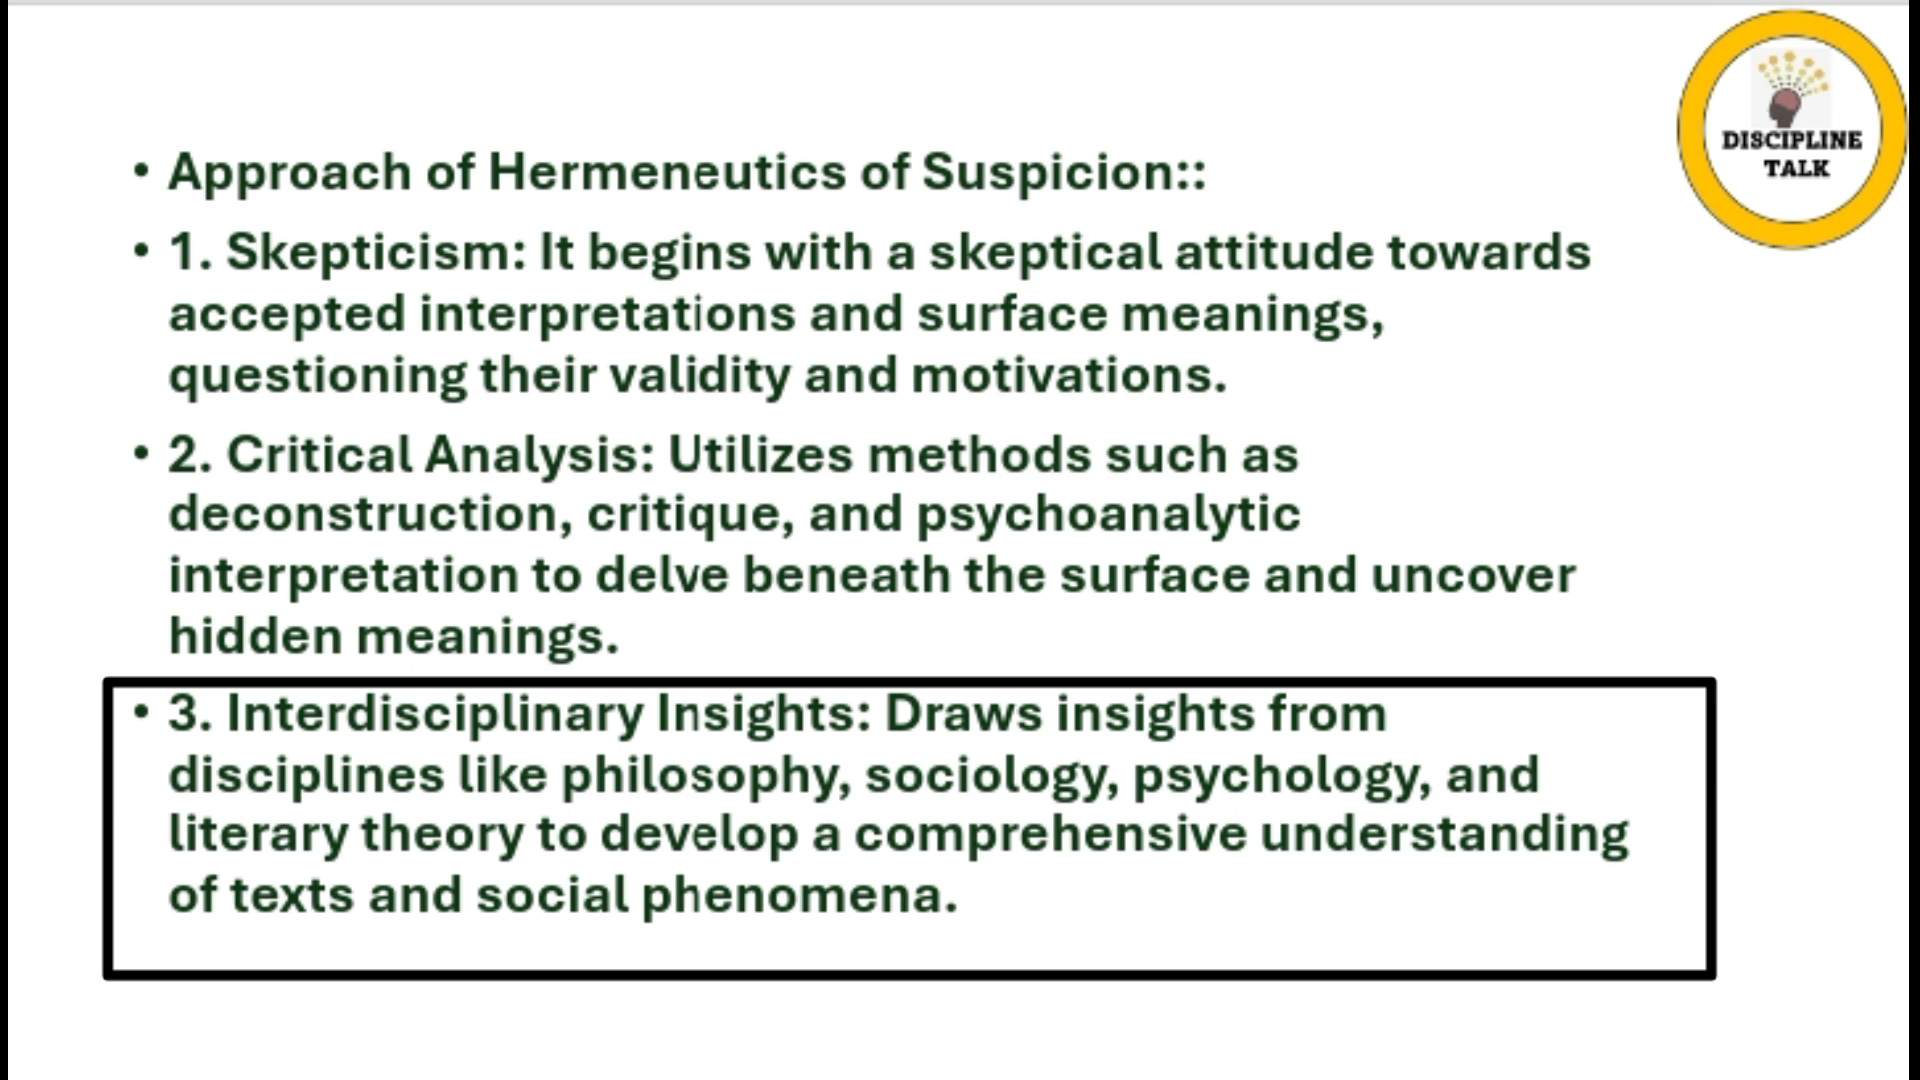 DISCIPLINE
TALK
• Approach of Hermeneutics of Suspicion::
• 1. Skepticism: It begins with a skeptical attitude towards
accepted interpretations and surface meanings,
questioning their validity and motivations.
• 2. Critical Analysis: Utilizes methods such as
deconstruction, critique, and psychoanalytic
interpretation to delve beneath the surface and uncover
hidden meanings.
• 3. Interdisciplinary Insights: Draws insights from
disciplines like philosophy, sociology, psychology, and
literary theory to develop a comprehensive understanding
of texts and social phenomena.